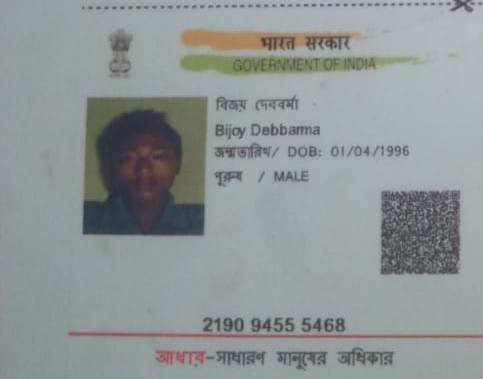 भारत सरकार
GOVERNMENT OF INDIA
বিজয় দেববর্মা
Bijoy Debbarma
জন্মতারিখ/ DOB: 01/04/1996
পুরুষ / MALE
2190 9455 5468
আধার-সাধারণ মানুষের অধিকার